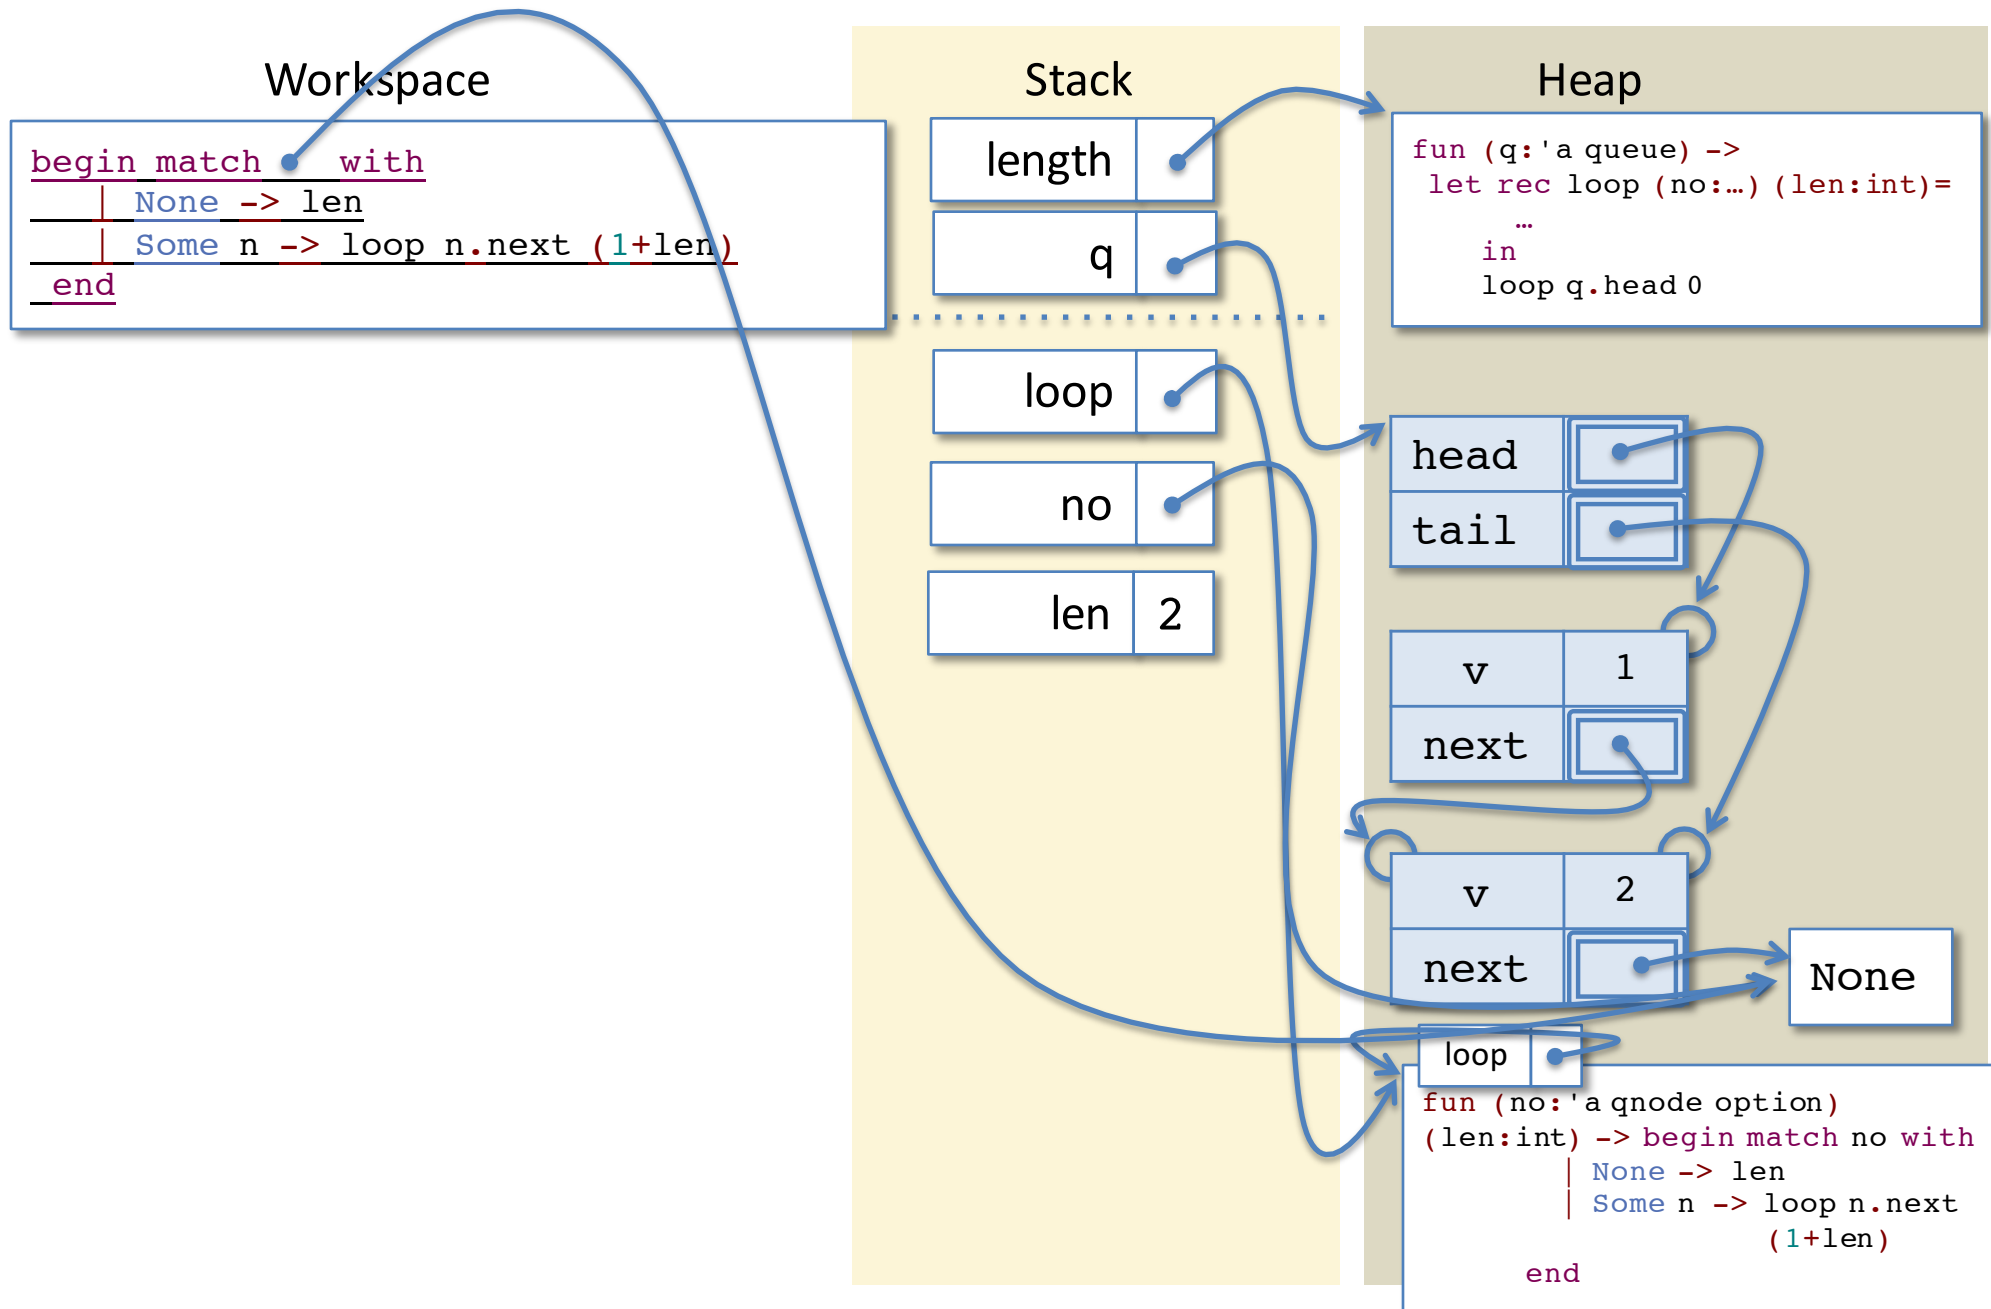 Workspace
begin match with
| None -> len
| Some n -> loop n.next (1+len)
end
Stack
length
q
loop
no
len 2
Heap
fun (q:'a queue) ->
let rec loop (no:…) (len:int)=
…
in
loop q.head 0
head
tail
v 1
next
v 2
next
None
loop
fun (no:'a qnode option)
(len:int) -> begin match no with
| None -> len
| Some n -> loop n.next
(1+len)
end